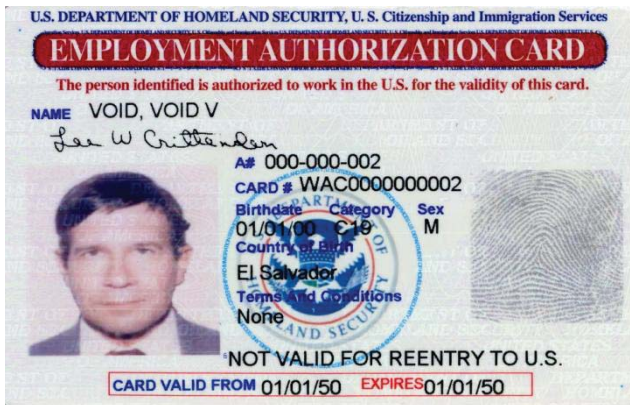 U.S. DEPARTMENT OF HOMELAND SECURITY, U. S. Citizenship and Immigration Services
EMPLOYMENT AUTHORIZATION CARD
The person identified is authorized to work in the U.S. for the validity of this card.
NAME VOID, VOID V
Lee W Crittenden
A# 000-000-002
CARD # WAC0000000002
Birthdate Category Sex
01/01/00 C19 M
Country of Birth
El Salvador
Terms And Conditions
None
*NOT VALID FOR REENTRY TO U.S.
CARD VALID FROM 01/01/50 EXPIRES 01/01/50